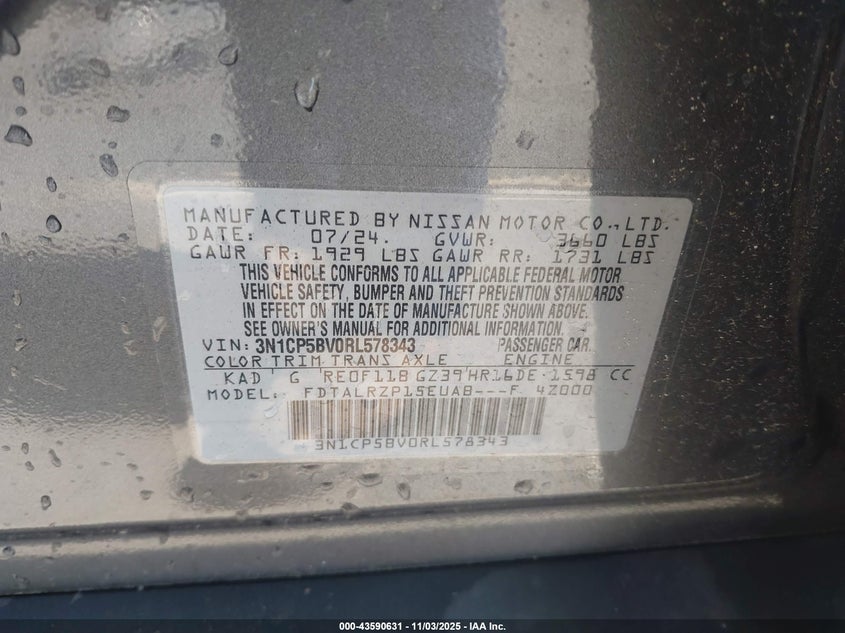 MANUFACTURED BY NISSAN MOTOR CO., LTD.
DATE: 07/24. GVWR: 3660 LBS
GAWR FR: 1929 LBS GAWR RR: 1731 LBS
THIS VEHICLE CONFORMS TO ALL APPLICABLE FEDERAL MOTOR
VEHICLE SAFETY, BUMPER AND THEFT PREVENTION STANDARDS
IN EFFECT ON THE DATE OF MANUFACTURE SHOWN ABOVE.
SEE OWNER'S MANUAL FOR ADDITIONAL INFORMATION
VIN: 3N1CP5BV0RL578343 PASSENGER CAR.
COLOR TRIM TRANS AXLE ENGINE
KAD G RE0F11B GZ39 HR16DE 1598 CC
MODEL: FDTALRZP15EUAB---F 4Z000
3N1CP5BV0RL578343
000-43590631 - 11/03/2025 - IAA Inc.